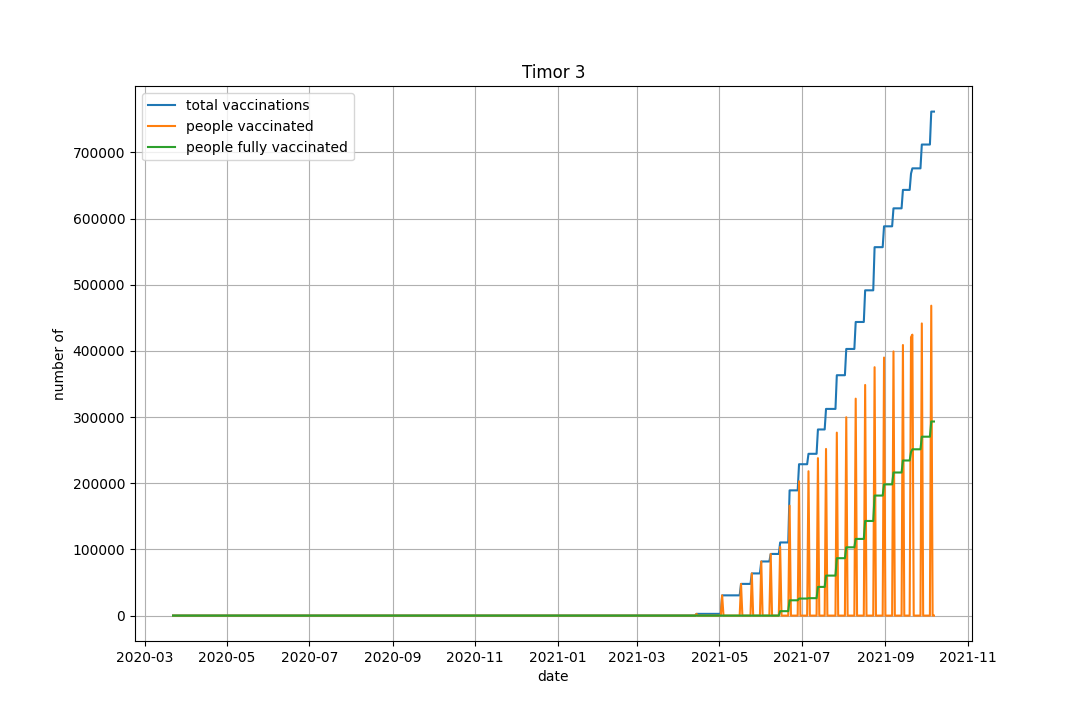 Timor 3
total vaccinations
people vaccinated
people fully vaccinated
number of
700000
600000
500000
400000
300000
200000
100000
0
2020-03 2020-05 2020-07 2020-09 2020-11 2021-01 2021-03 2021-05 2021-07 2021-09 2021-11
date